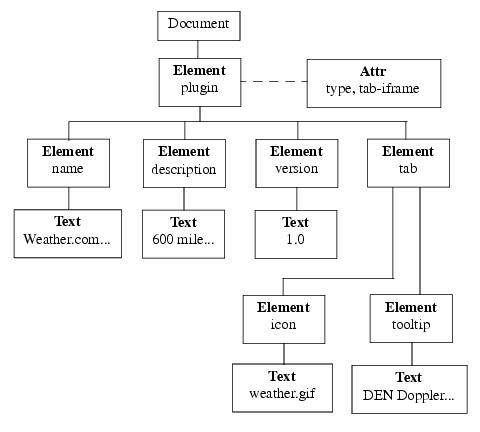 Document
Element
plugin
Attr
type, tab-iframe
Element
name
Element
description
Element
version
Element
tab
Text
Weather.com...
Text
600 mile...
Text
1.0
Element
icon
Element
tooltip
Text
weather.gif
Text
DEN Doppler...